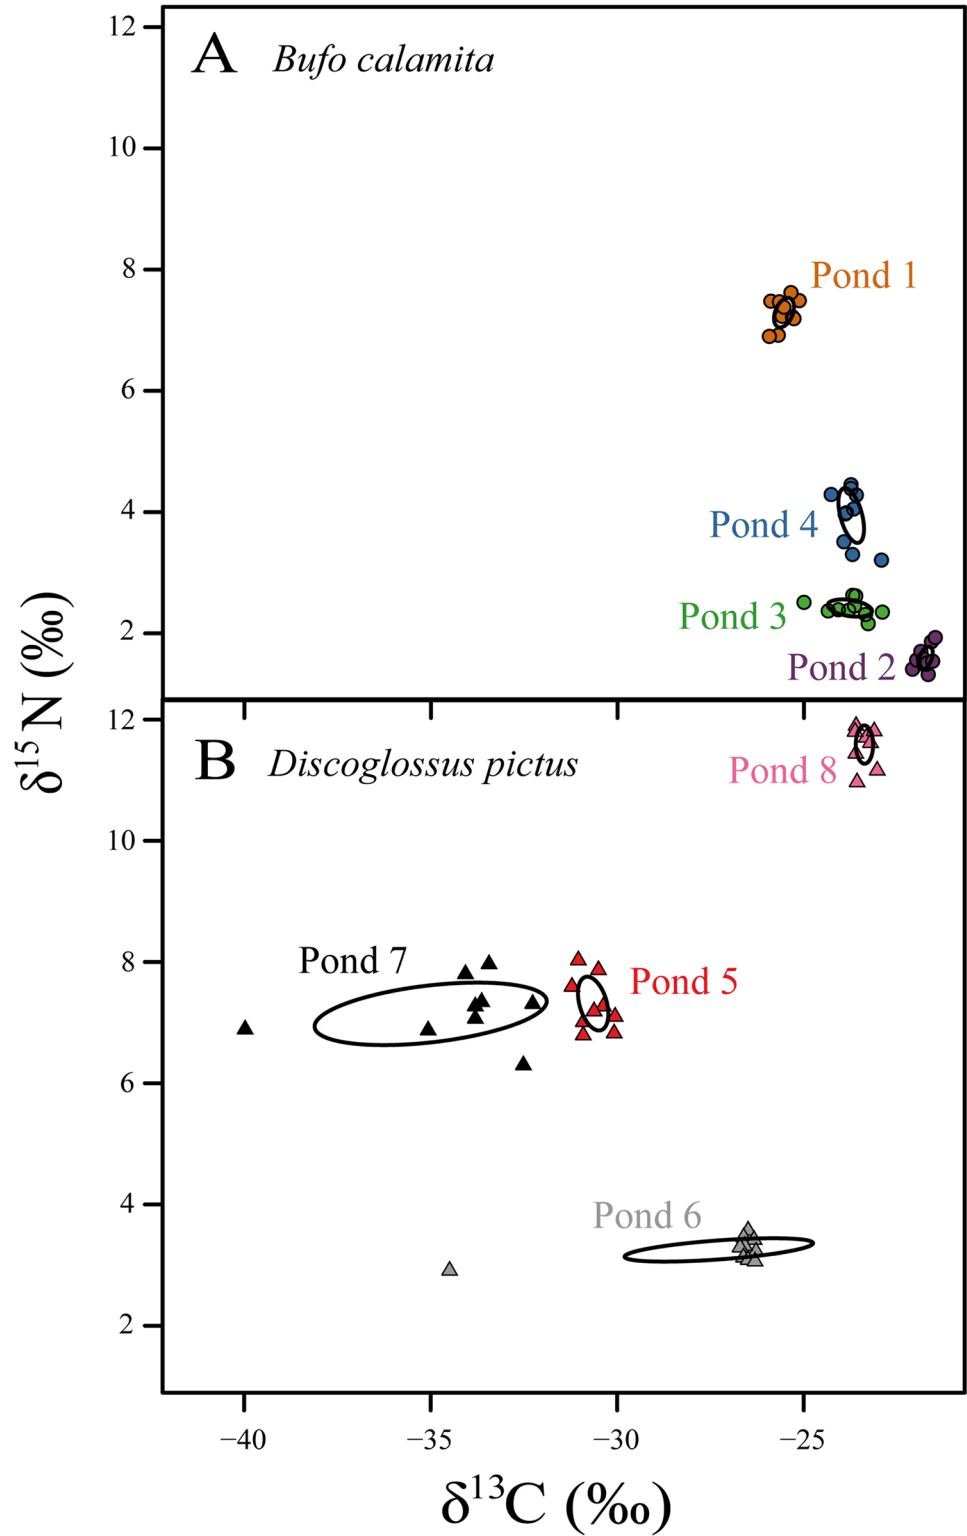 A Bufo calamita
12
10
8
6
4
2
Pond 1
Pond 4
Pond 3
Pond 2
δ¹⁵N (‰)
B Discoglossus pictus
12
10
8
6
4
2
Pond 8
Pond 7
Pond 5
Pond 6
−40 −35 −30 −25
δ¹³C (‰)